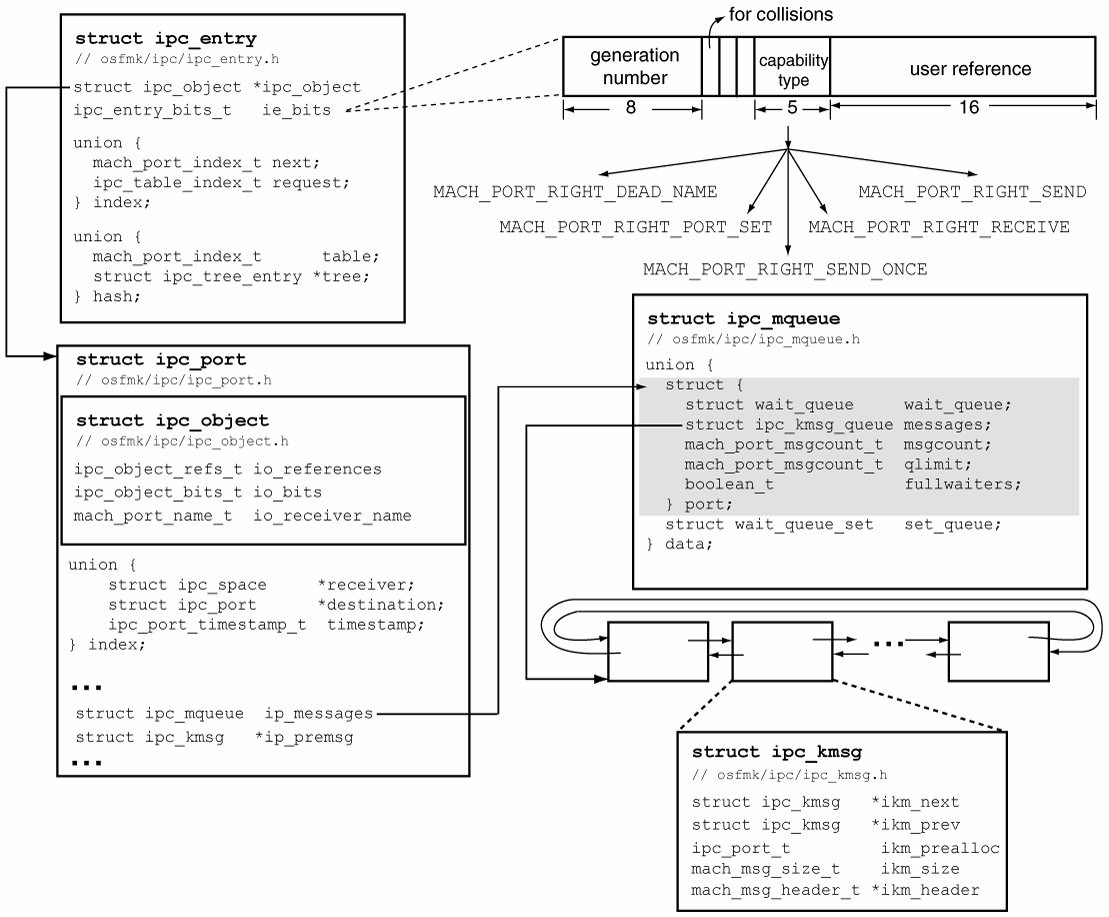 struct ipc_entry
// osfmk/ipc/ipc_entry.h
struct ipc_object *ipc_object
ipc_entry_bits_t ie_bits
union {
mach_port_index_t next;
ipc_table_index_t request;
} index;
union {
mach_port_index_t table;
struct ipc_tree_entry *tree;
} hash;
for collisions
generation
number
capability
type
user reference
8
5
16
MACH_PORT_RIGHT_DEAD_NAME
MACH_PORT_RIGHT_SEND
MACH_PORT_RIGHT_PORT_SET
MACH_PORT_RIGHT_RECEIVE
MACH_PORT_RIGHT_SEND_ONCE
struct ipc_port
// osfmk/ipc/ipc_port.h
struct ipc_object
// osfmk/ipc/ipc_object.h
ipc_object_refs_t io_references
ipc_object_bits_t io_bits
mach_port_name_t io_receiver_name
union {
struct ipc_space *receiver;
struct ipc_port *destination;
ipc_port_timestamp_t timestamp;
} index;
...
struct ipc_mqueue ip_messages
struct ipc_kmsg *ip_premsg
...
struct ipc_mqueue
// osfmk/ipc/ipc_mqueue.h
union {
struct {
struct wait_queue wait_queue;
struct ipc_kmsg_queue messages;
mach_port_msgcount_t msgcount;
mach_port_msgcount_t qlimit;
boolean_t fullwaiters;
} port;
struct wait_queue_set set_queue;
} data;
...
struct ipc_kmsg
// osfmk/ipc/ipc_kmsg.h
struct ipc_kmsg *ikm_next
struct ipc_kmsg *ikm_prev
ipc_port_t ikm_prealloc
mach_msg_size_t ikm_size
mach_msg_header_t *ikm_header